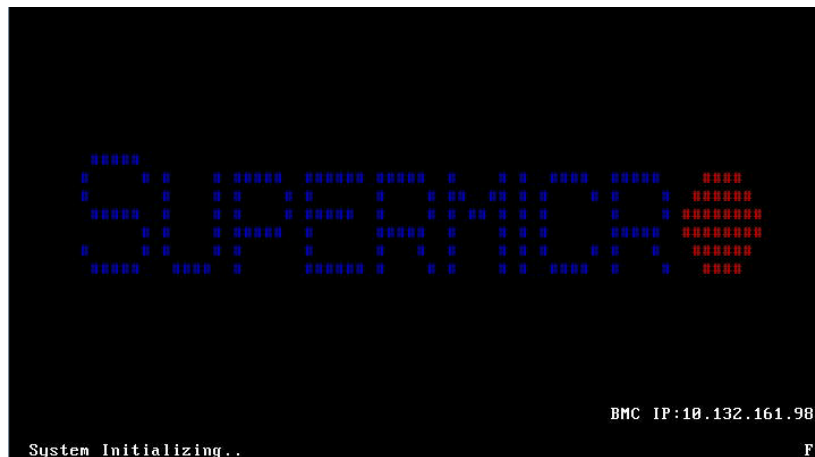 SUPERMICRO
BMC IP:10.132.161.98
System Initializing..
F